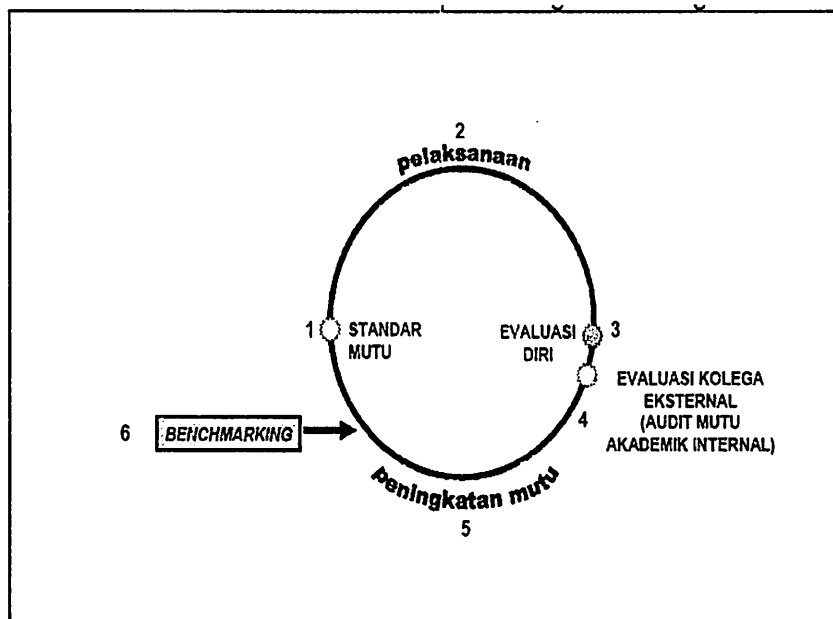 2
pelaksanaan
1
STANDAR
MUTU
EVALUASI
DIRI
3
EVALUASI KOLEGA
EKSTERNAL
(AUDIT MUTU
AKADEMIK INTERNAL)
4
6
BENCHMARKING
peningkatan mutu
5